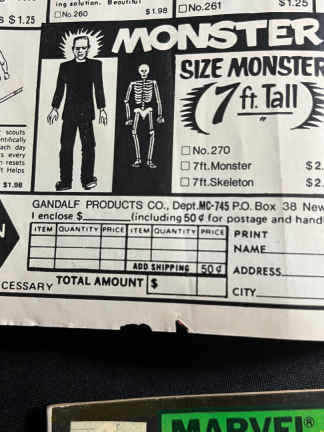 ing solution. Beautiful
No.260 $1.98
No.261 $1.25
s $1.25
MONSTER
SIZE MONSTER
(7 ft. Tall)
No. 270
7ft. Monster $2.
7ft. Skeleton $2.
scouts
entifically
each day
s every
n resets
t Helps
$1.98
GANDALF PRODUCTS CO., Dept.MC-745 P.O. Box 38 New
I enclose $ (including 50¢ for postage and handl
ITEM QUANTITY PRICE ITEM QUANTITY PRICE
PRINT
NAME
ADD SHIPPING 50¢
ADDRESS
CESSARY TOTAL AMOUNT $
CITY
N
MARVEL®